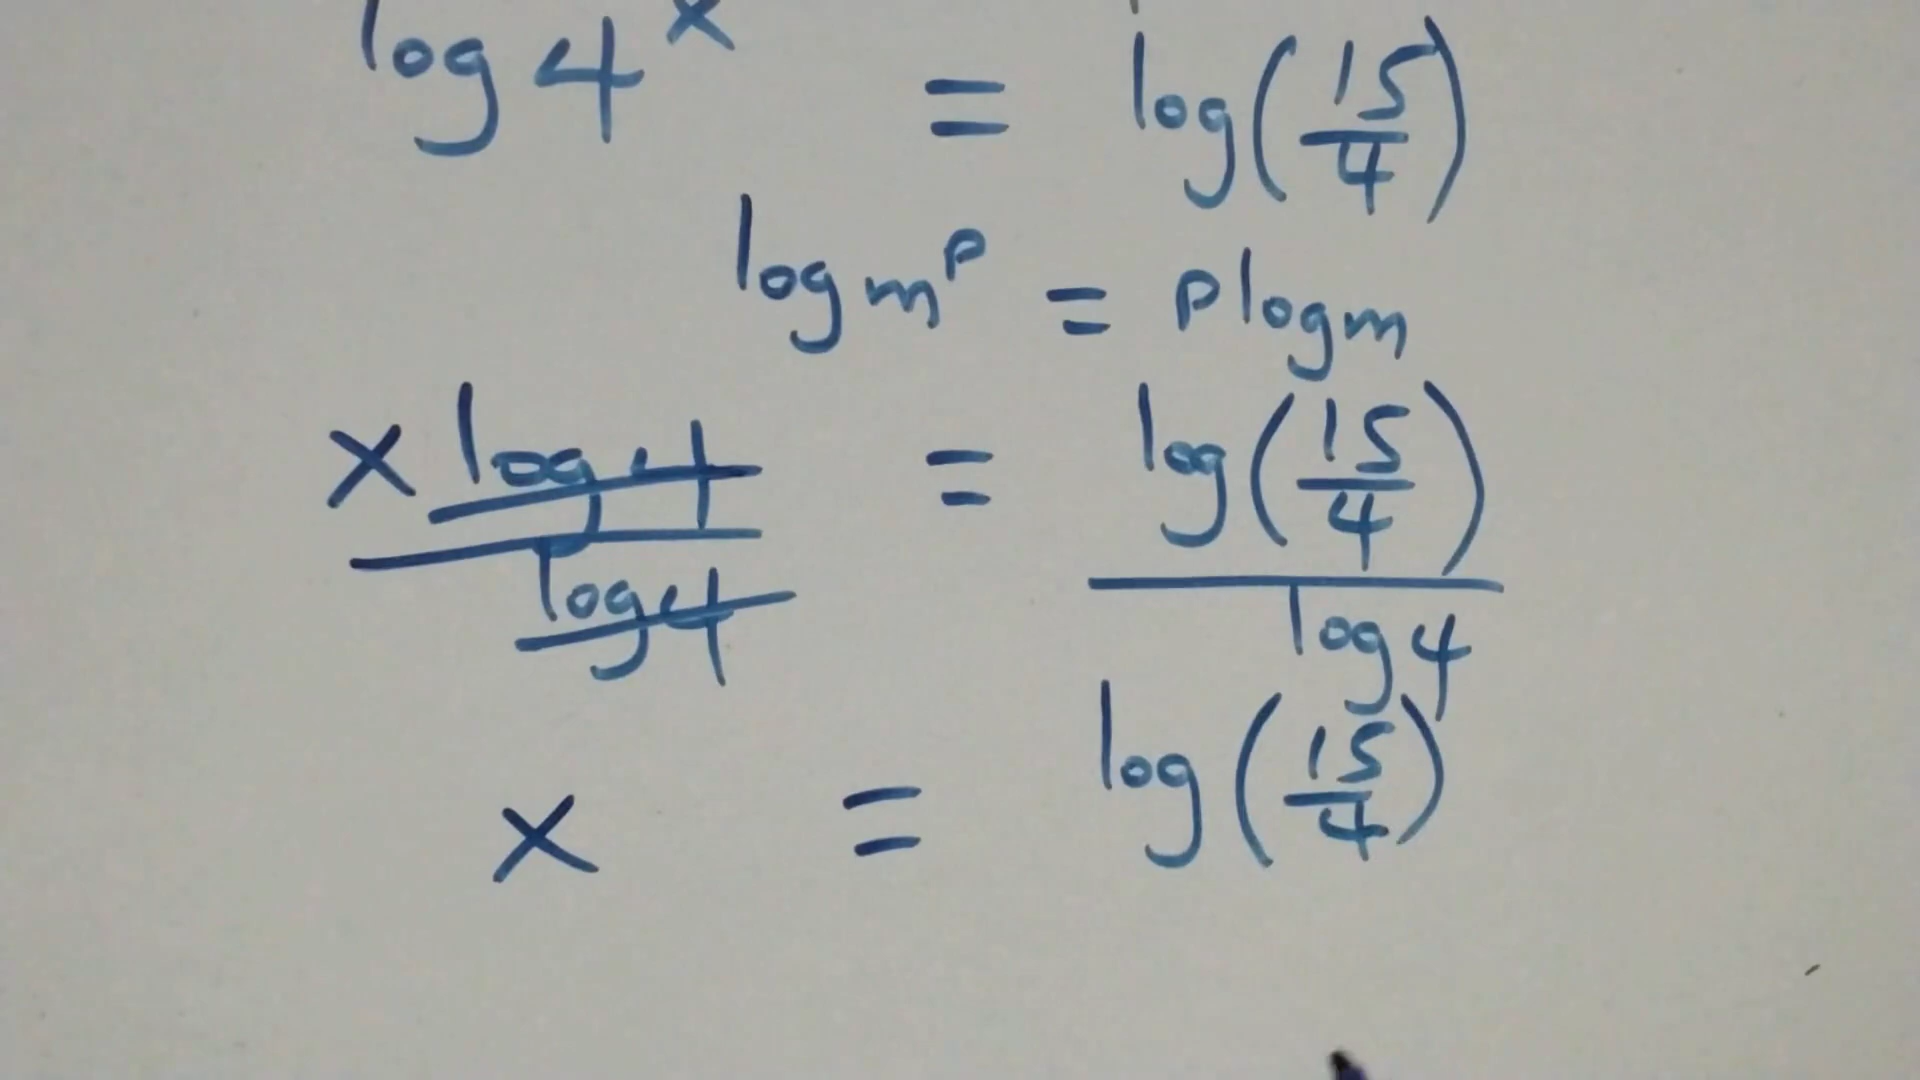 log 4^x = log(15/4)
log m^p = p log m
x log 4 / log 4 = log(15/4) / log 4
x = log(15/4)